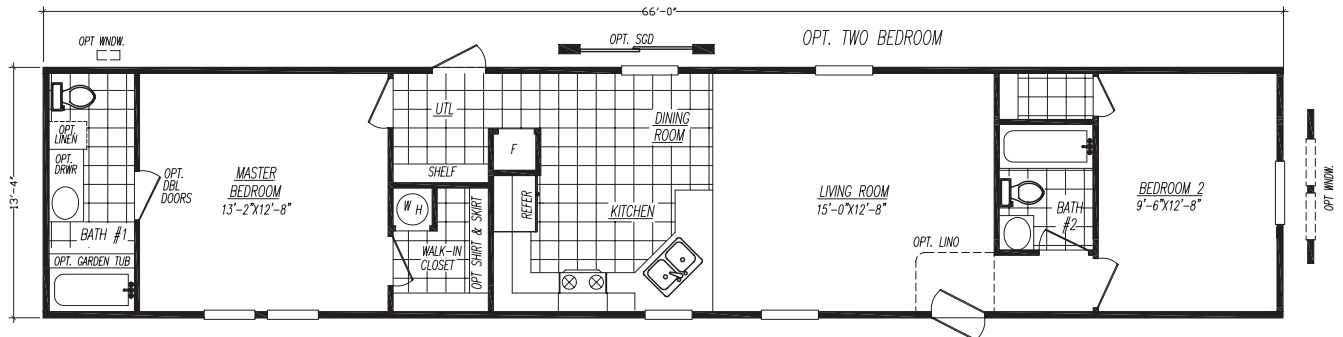 66'-0"
OPT WNDW.
OPT. SGD
OPT. TWO BEDROOM
13'-4"
OPT.
LINEN
OPT.
DRWR
BATH #1
OPT. GARDEN TUB
OPT.
DBL
DOORS
MASTER
BEDROOM
13'-2"X12'-8"
UTL
SHELF
W
H
WALK-IN
CLOSET
OPT SHIRT & SKIRT
F
REFER
DINING
ROOM
KITCHEN
LIVING ROOM
15'-0"X12'-8"
OPT. LINO
BATH
#2
BEDROOM 2
9'-6"X12'-8"
OPT WNDW.